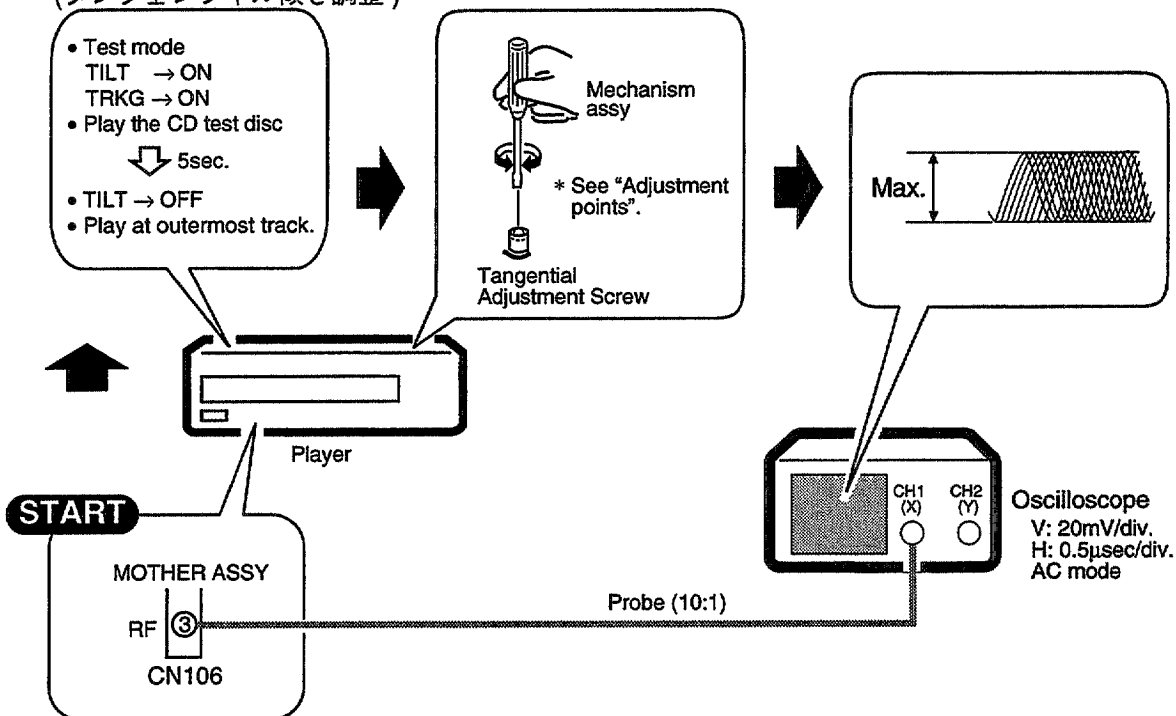 • Test mode
TILT → ON
TRKG → ON
• Play the CD test disc
5sec.
• TILT → OFF
• Play at outermost track.
Mechanism
assy
* See “Adjustment
points”.
Tangential
Adjustment Screw
Max.
Player
START
MOTHER ASSY
RF ③
CN106
Probe (10:1)
CH1
(X)
CH2
(Y)
Oscilloscope
V: 20mV/div.
H: 0.5μsec/div.
AC mode